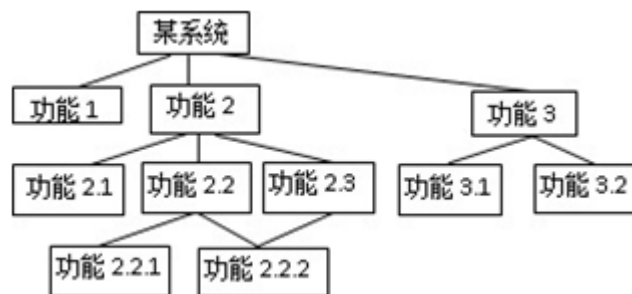 某系统
功能 1
功能 2
功能 3
功能 2.1
功能 2.2
功能 2.3
功能 3.1
功能 3.2
功能 2.2.1
功能 2.2.2